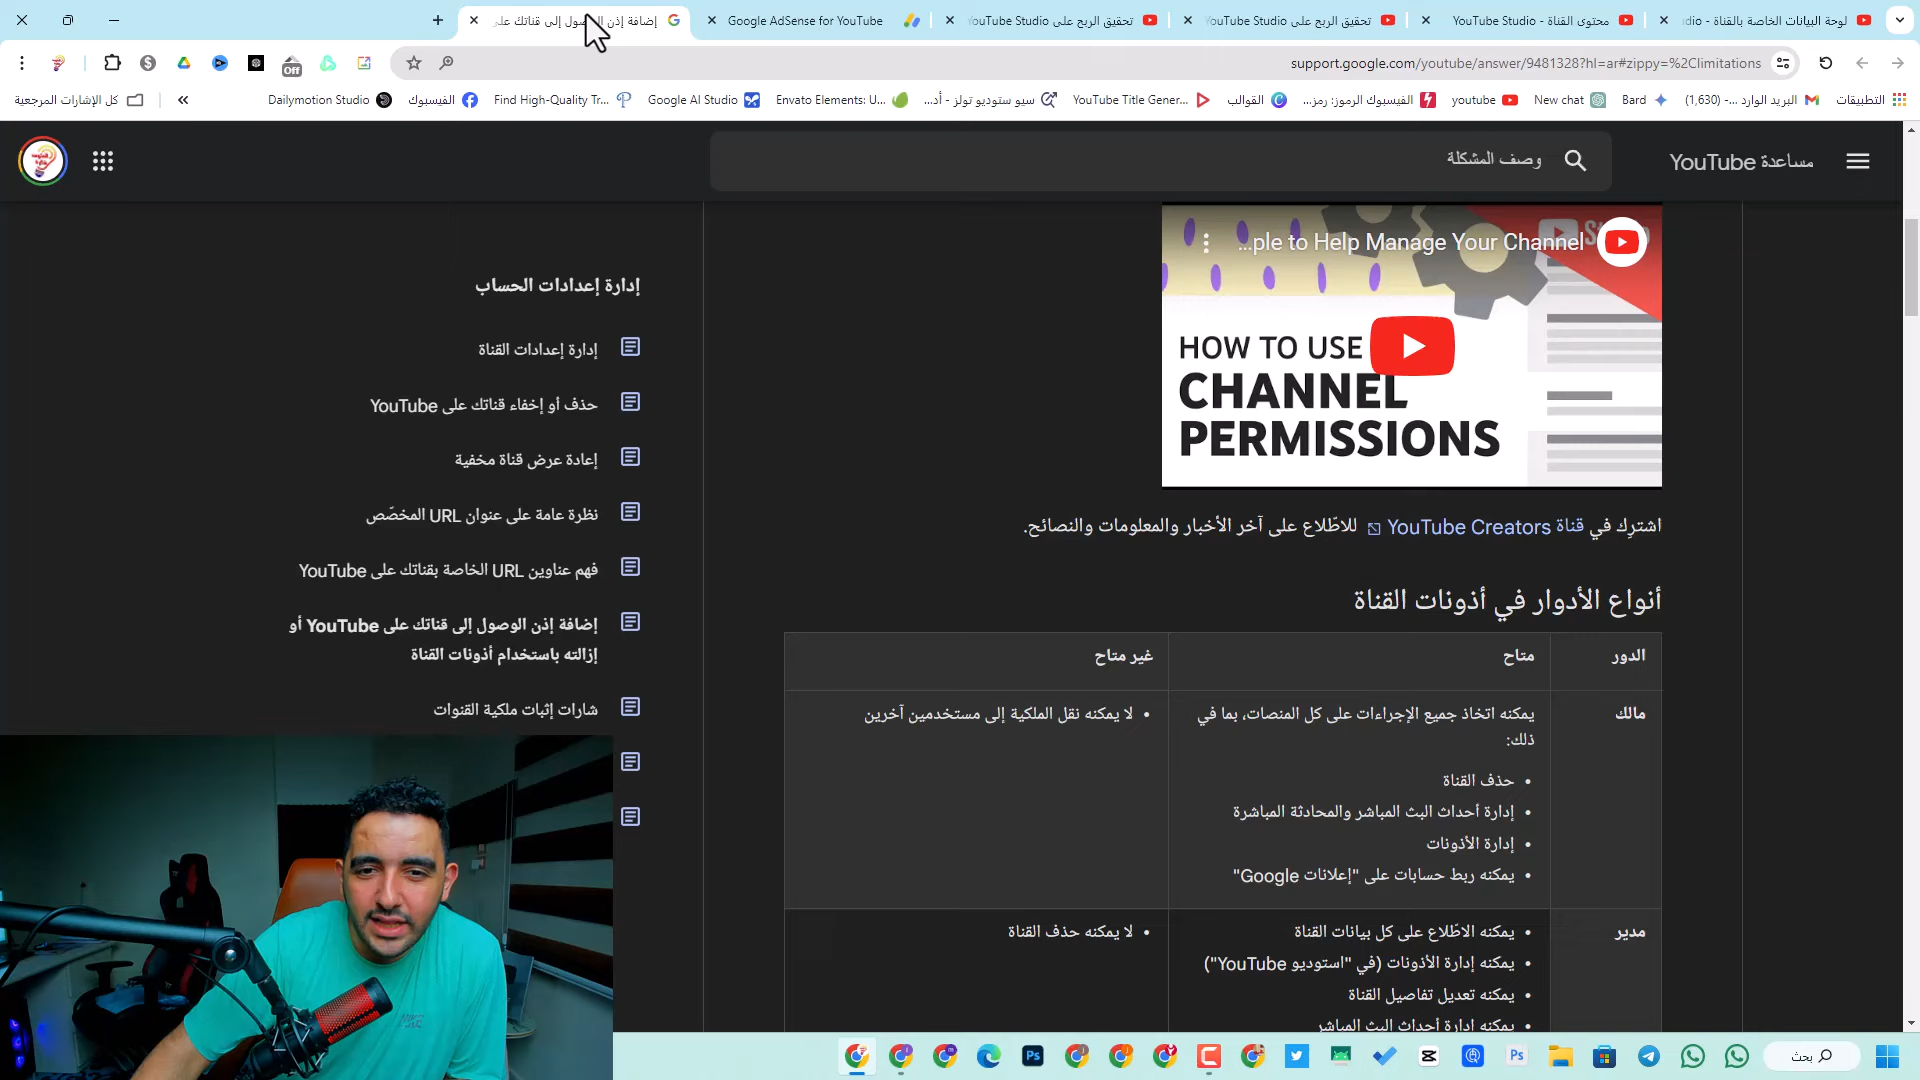 لوحة البيانات الخاصة بالقناة -
محتوى القناة - YouTube Studio
تحقيق الربح على YouTube Studio
تحقيق الربح على YouTube Studio
Google AdSense for YouTube
إضافة إذن الوصول إلى قناتك على
support.google.com/youtube/answer/9481328?hl=ar#zippy=%2Climitations
Off
التطبيقات
البريد الوارد -... (1,630)
Bard
New chat
youtube
الفيسبوك الرموز: رمز...
القوالب
YouTube Title Gener...
سيو ستوديو تولز - أد...
Envato Elements: U...
Google AI Studio
Find High-Quality Tr...
الفيسبوك
Dailymotion Studio
كل الإشارات المرجعية
مساعدة YouTube
وصف المشكلة
...ple to Help Manage Your Channel
HOW TO USE
CHANNEL
PERMISSIONS
اشترِك في قناة YouTube Creators للاطّلاع على آخر الأخبار والمعلومات والنصائح.
أنواع الأدوار في أذونات القناة
الدور
متاح
غير متاح
مالك
يمكنه اتخاذ جميع الإجراءات على كل المنصات، بما في
ذلك:
• حذف القناة
• إدارة أحداث البث المباشر والمحادثة المباشرة
• إدارة الأذونات
• يمكنه ربط حسابات على "إعلانات Google"
• لا يمكنه نقل الملكية إلى مستخدمين آخرين
مدير
• يمكنه الاطّلاع على كل بيانات القناة
• يمكنه إدارة الأذونات (في "استوديو YouTube")
• يمكنه تعديل تفاصيل القناة
• يمكنه إدارة أحداث البث المباشر
• لا يمكنه حذف القناة
إدارة إعدادات الحساب
إدارة إعدادات القناة
حذف أو إخفاء قناتك على YouTube
إعادة عرض قناة مخفية
نظرة عامة على عنوان URL المخصّص
فهم عناوين URL الخاصة بقناتك على YouTube
إضافة إذن الوصول إلى قناتك على YouTube أو
إزالته باستخدام أذونات القناة
شارات إثبات ملكية القنوات
بحث